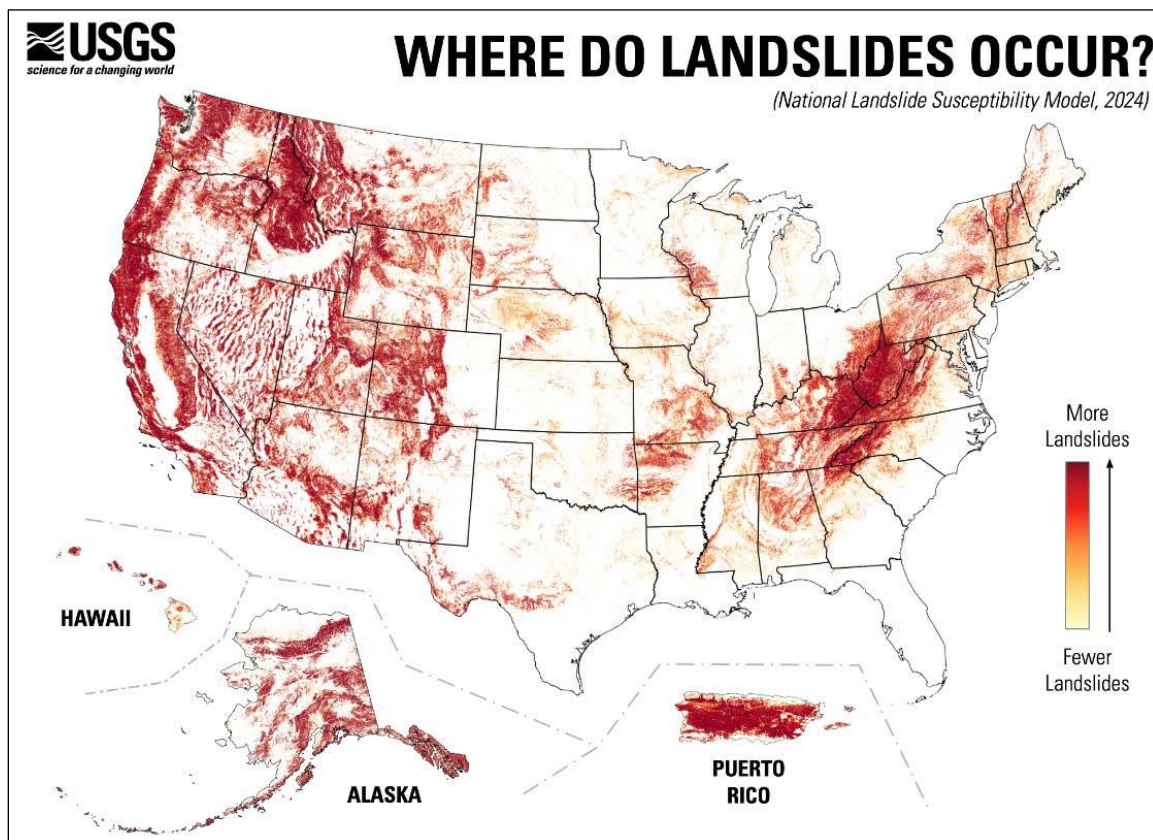 USGS
science for a changing world
WHERE DO LANDSLIDES OCCUR?
(National Landslide Susceptibility Model, 2024)
More
Landslides
Fewer
Landslides
HAWAII
ALASKA
PUERTO
RICO